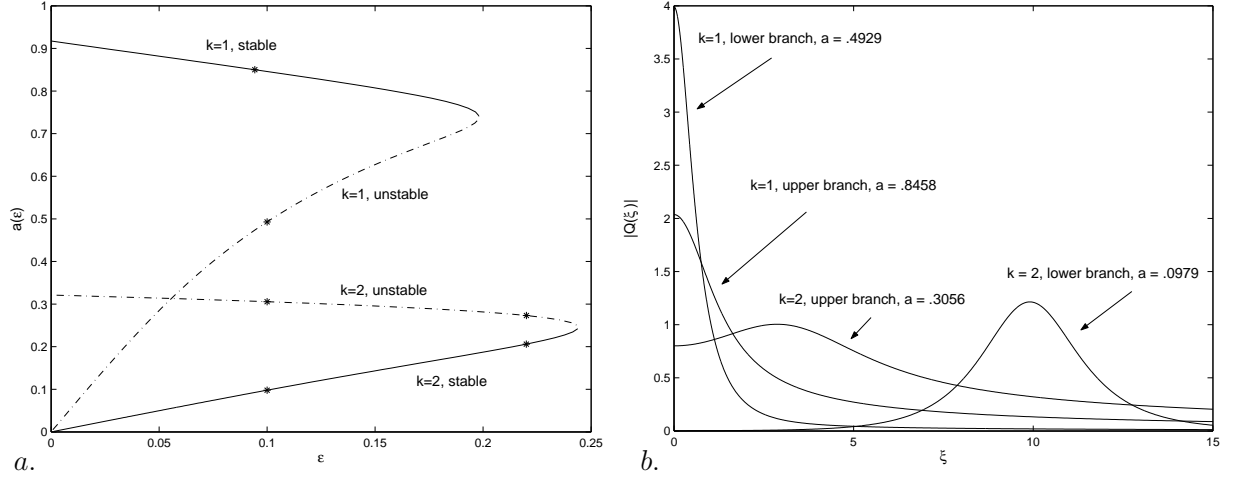 1
0.9
0.8
0.7
0.6
0.5
0.4
0.3
0.2
0.1
0
a(ε)
k=1, stable
k=1, unstable
k=2, unstable
k=2, stable
0 0.05 0.1 0.15 0.2 0.25
ε
a.
4
3.5
3
2.5
2
1.5
1
0.5
0
|Q(ξ )|
k=1, lower branch, a = .4929
k=1, upper branch, a = .8458
k = 2, lower branch, a = .0979
k=2, upper branch, a = .3056
0 5 10 15
ξ
b.